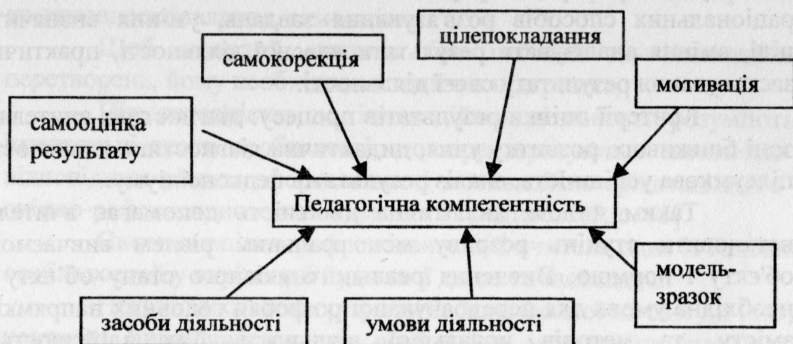 цілепокладання
самокорекція
мотивація
самооцінка
результату
Педагогічна компетентність
модель-
зразок
засоби діяльності
умови діяльності